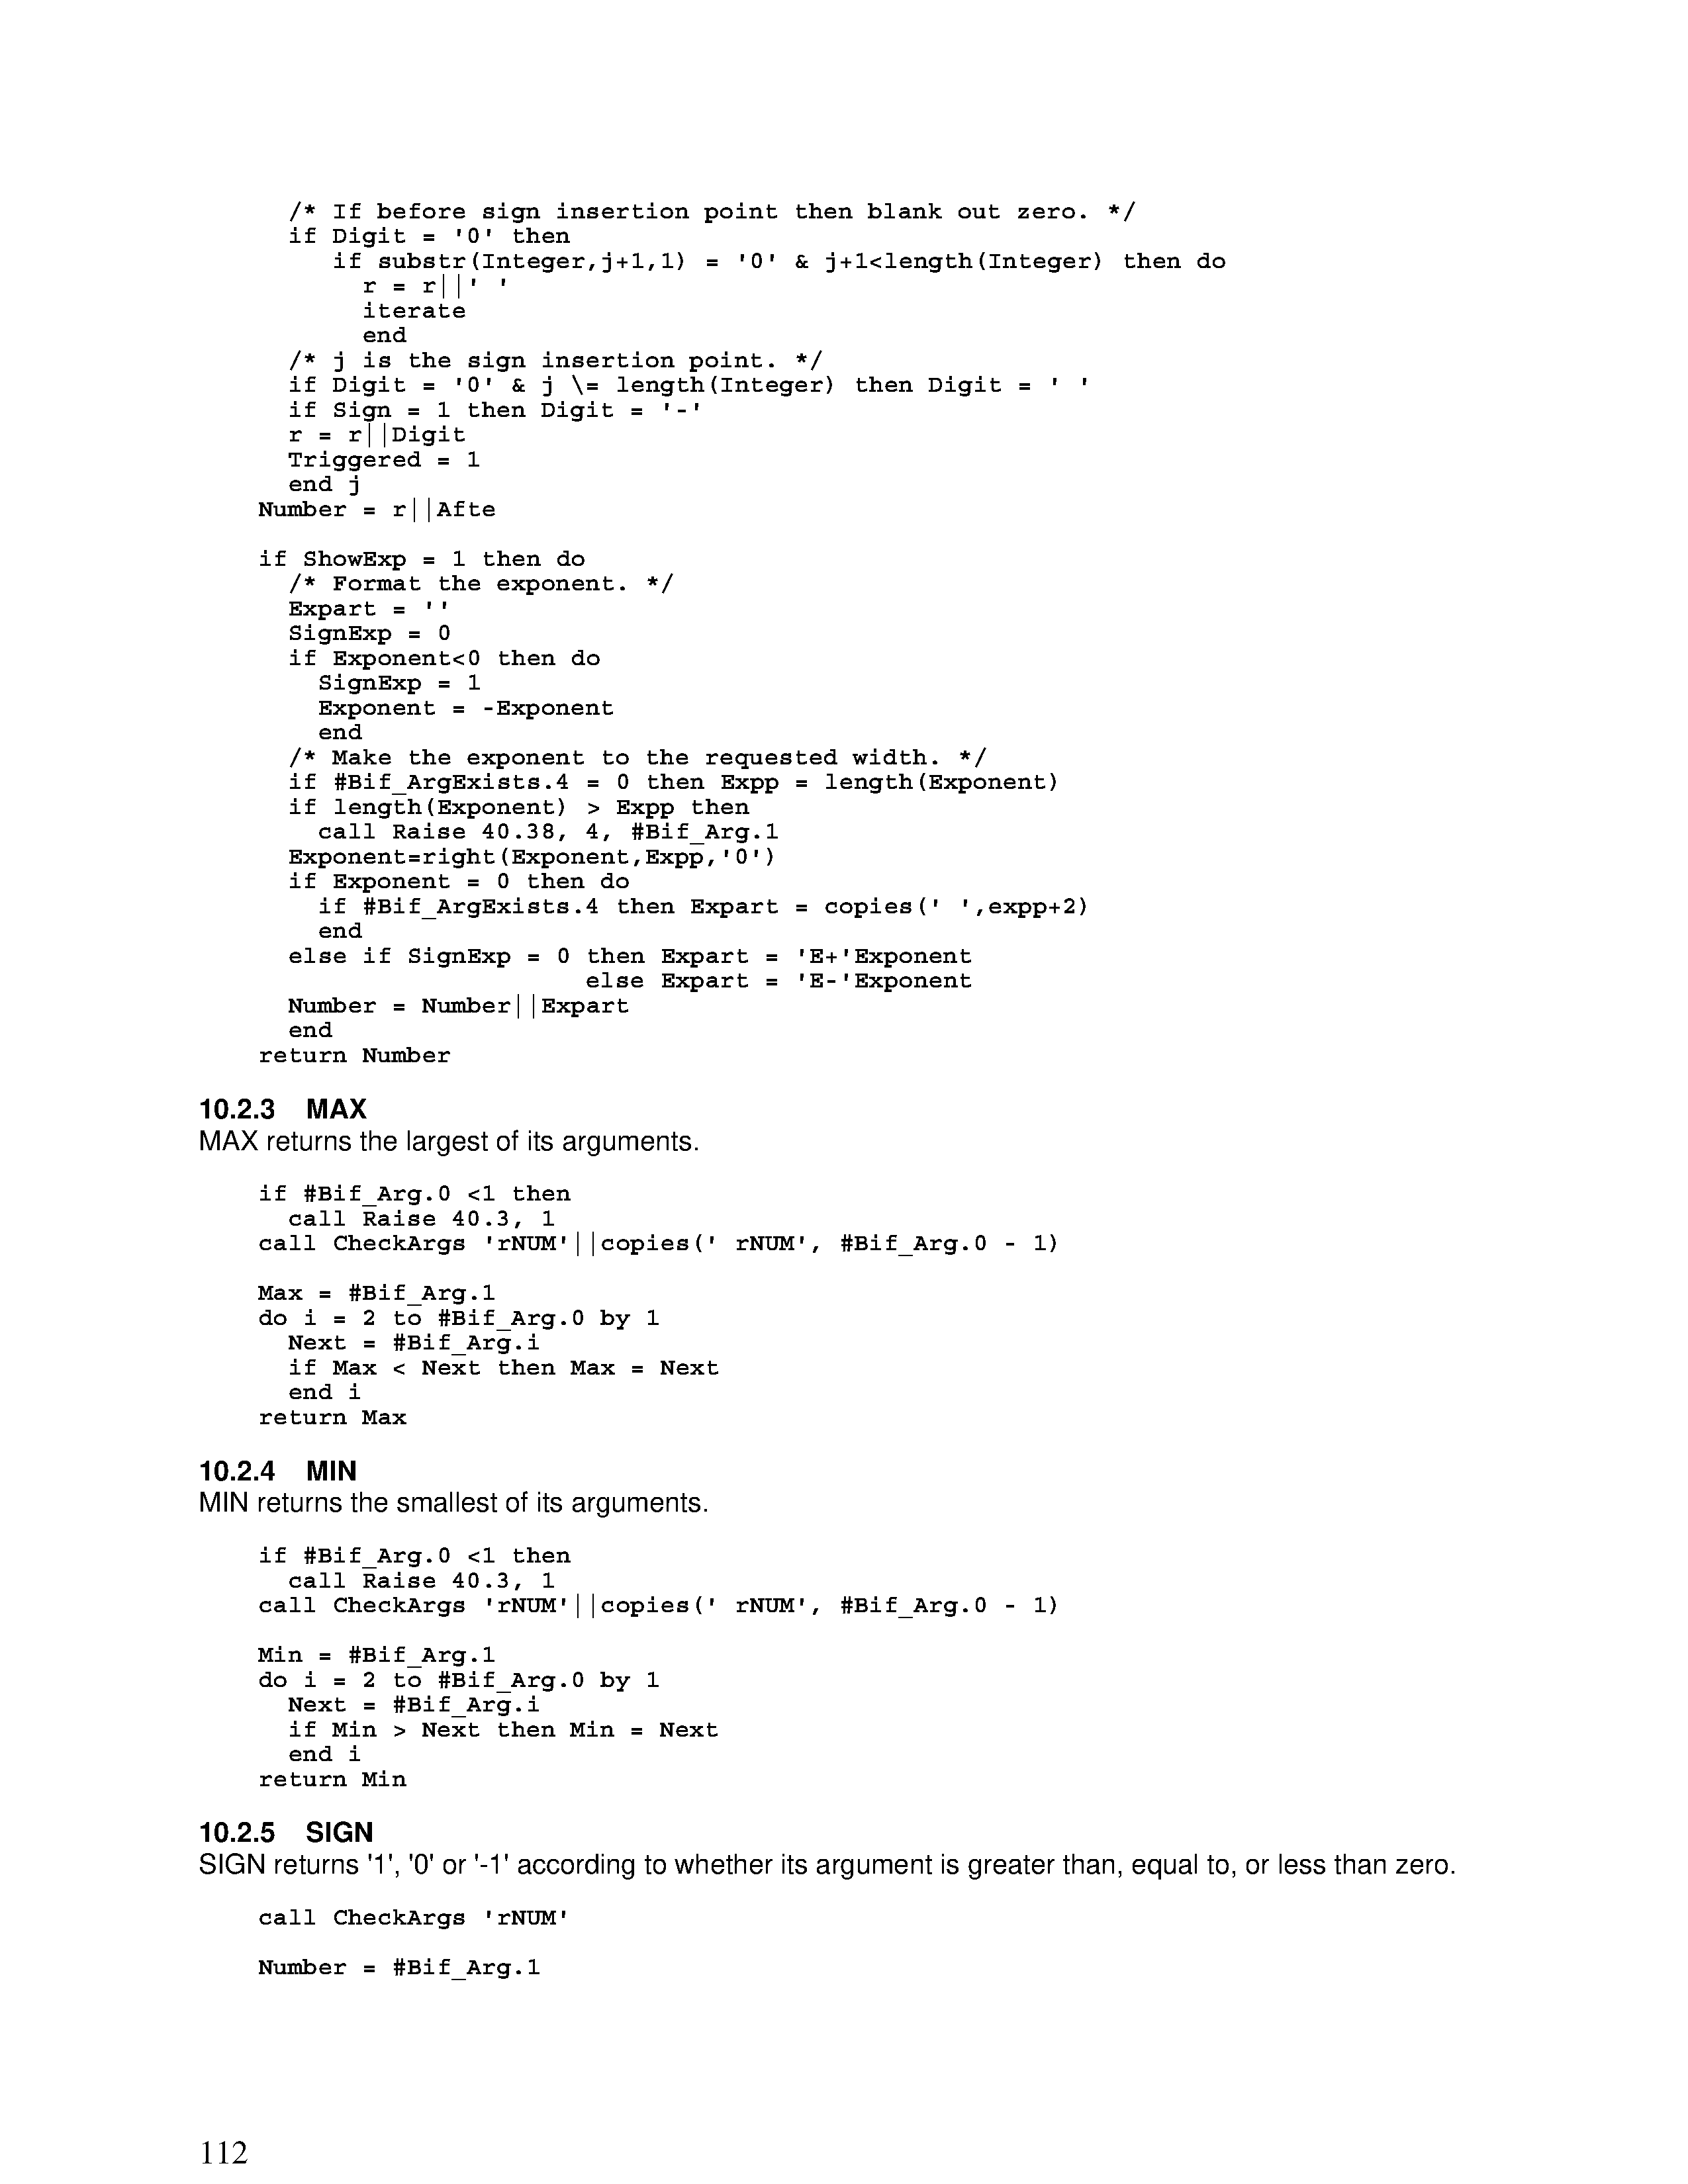 /* If before sign insertion point then blank out zero. */
if Digit = '0' then
if substr(Integer,j+1,1) = '0' & j+1<length(Integer) then do
r = r||' '
iterate
end
/* j is the sign insertion point. */
if Digit = '0' & j \= length(Integer) then Digit = ' '
if Sign = 1 then Digit = '-'
r = r||Digit
Triggered = 1
end j
Number = r||Afte
if ShowExp = 1 then do
/* Format the exponent. */
Expart = ''
SignExp = 0
if Exponent<0 then do
SignExp = 1
Exponent = -Exponent
end
/* Make the exponent to the requested width. */
if #Bif_ArgExists.4 = 0 then Expp = length(Exponent)
if length(Exponent) > Expp then
call Raise 40.38, 4, #Bif_Arg.1
Exponent=right(Exponent,Expp,'0')
if Exponent = 0 then do
if #Bif_ArgExists.4 then Expart = copies(' ',expp+2)
end
else if SignExp = 0 then Expart = 'E+'Exponent
else Expart = 'E-'Exponent
Number = Number||Expart
end
return Number
10.2.3 MAX
MAX returns the largest of its arguments.
if #Bif_Arg.0 <1 then
call Raise 40.3, 1
call CheckArgs 'rNUM'||copies(' rNUM', #Bif_Arg.0 - 1)
Max = #Bif_Arg.1
do i = 2 to #Bif_Arg.0 by 1
Next = #Bif_Arg.i
if Max < Next then Max = Next
end i
return Max
10.2.4 MIN
MIN returns the smallest of its arguments.
if #Bif_Arg.0 <1 then
call Raise 40.3, 1
call CheckArgs 'rNUM'||copies(' rNUM', #Bif_Arg.0 - 1)
Min = #Bif_Arg.1
do i = 2 to #Bif_Arg.0 by 1
Next = #Bif_Arg.i
if Min > Next then Min = Next
end i
return Min
10.2.5 SIGN
SIGN returns '1', '0' or '-1' according to whether its argument is greater than, equal to, or less than zero.
call CheckArgs 'rNUM'
Number = #Bif_Arg.1
112